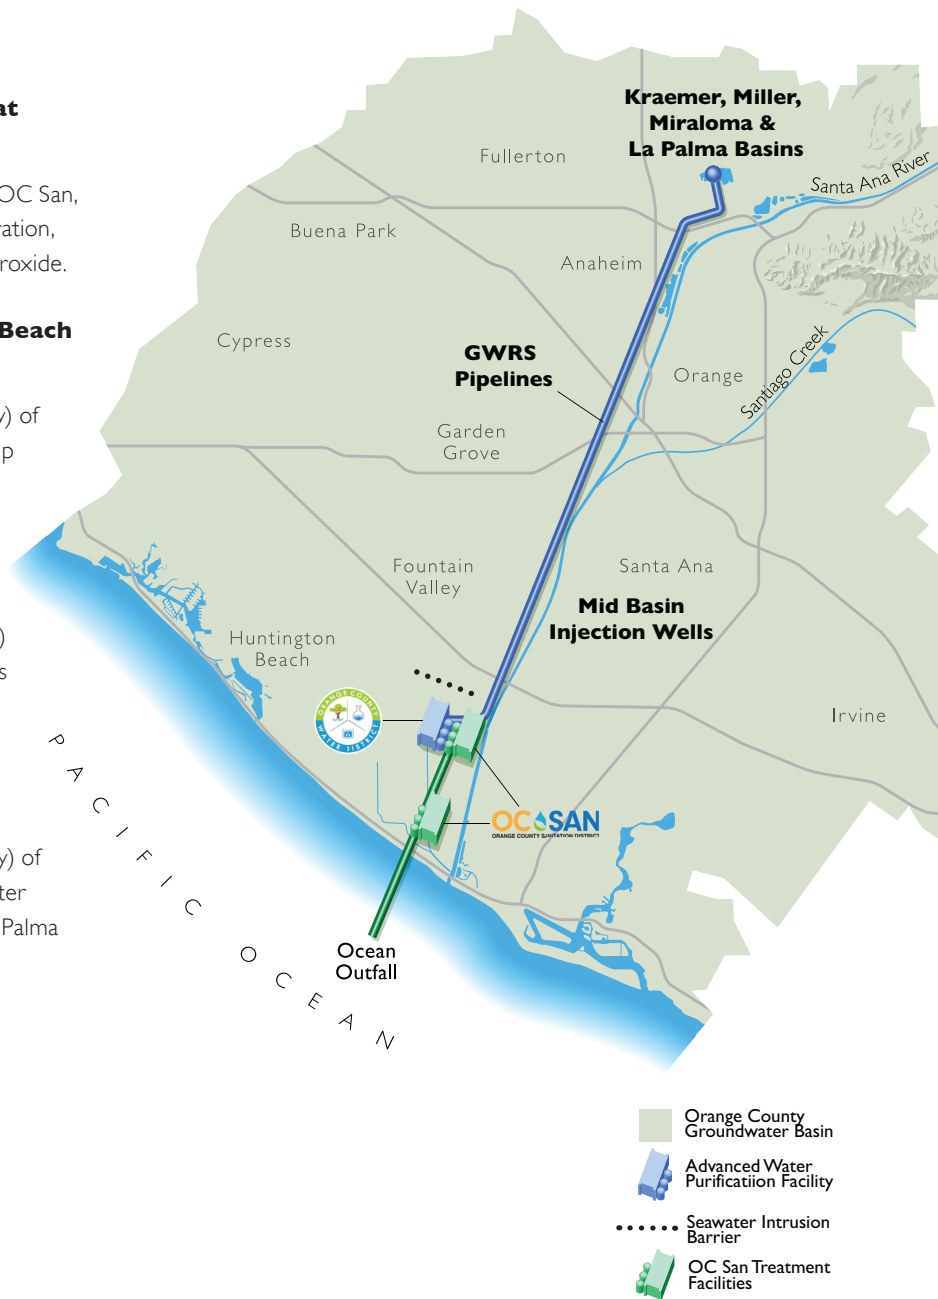 at
OC San,
ration,
roxide.
Beach
y) of
p
)
s
y) of
ter
Palma
Kraemer, Miller,
Miraloma &
La Palma Basins
Fullerton
Santa Ana River
Buena Park
Anaheim
Cypress
GWRS
Pipelines
Orange
Santiago Creek
Garden
Grove
Fountain
Valley
Santa Ana
Mid Basin
Injection Wells
Huntington
Beach
ORANGE COUNTY
WATER DISTRICT
Irvine
OC SAN
ORANGE COUNTY SANITATION DISTRICT
PACIFIC OCEAN
Ocean
Outfall
Orange County
Groundwater Basin
Advanced Water
Purificatiion Facility
Seawater Intrusion
Barrier
OC San Treatment
Facilities